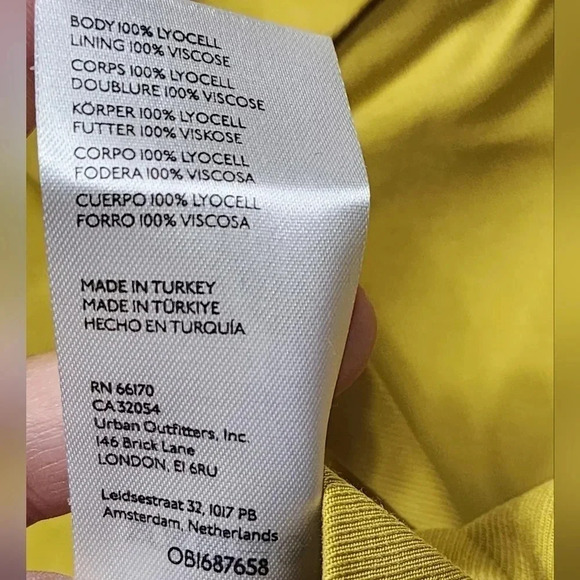 BODY 100% LYOCELL
LINING 100% VISCOSE
CORPS 100% LYOCELL
DOUBLURE 100% VISCOSE
KÖRPER 100% LYOCELL
FUTTER 100% VISKOSE
CORPO 100% LYOCELL
FODERA 100% VISCOSA
CUERPO 100% LYOCELL
FORRO 100% VISCOSA
MADE IN TURKEY
MADE IN TÜRKIYE
HECHO EN TURQUÍA
RN 66170
CA 32054
Urban Outfitters, Inc.
146 Brick Lane
LONDON, E1 6RU
Leidsestraat 32, 1017 PB
Amsterdam, Netherlands
OB1687658